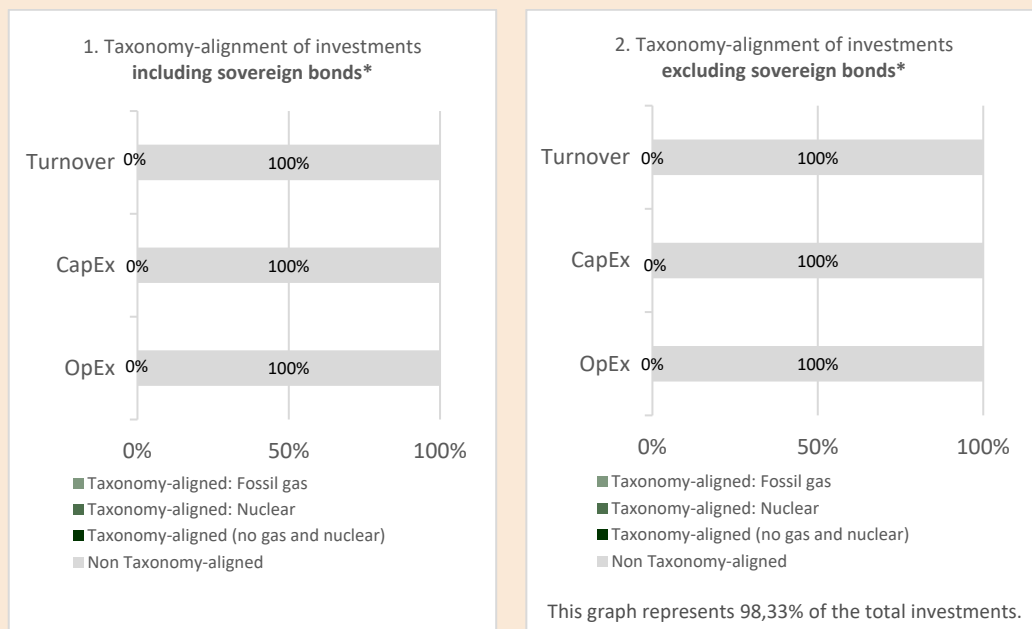 1. Taxonomy-alignment of investments
including sovereign bonds*
Turnover 0% 100%
CapEx 0% 100%
OpEx 0% 100%
0% 50% 100%
Taxonomy-aligned: Fossil gas
Taxonomy-aligned: Nuclear
Taxonomy-aligned (no gas and nuclear)
Non Taxonomy-aligned
2. Taxonomy-alignment of investments
excluding sovereign bonds*
Turnover 0% 100%
CapEx 0% 100%
OpEx 0% 100%
0% 50% 100%
Taxonomy-aligned: Fossil gas
Taxonomy-aligned: Nuclear
Taxonomy-aligned (no gas and nuclear)
Non Taxonomy-aligned
This graph represents 98,33% of the total investments.